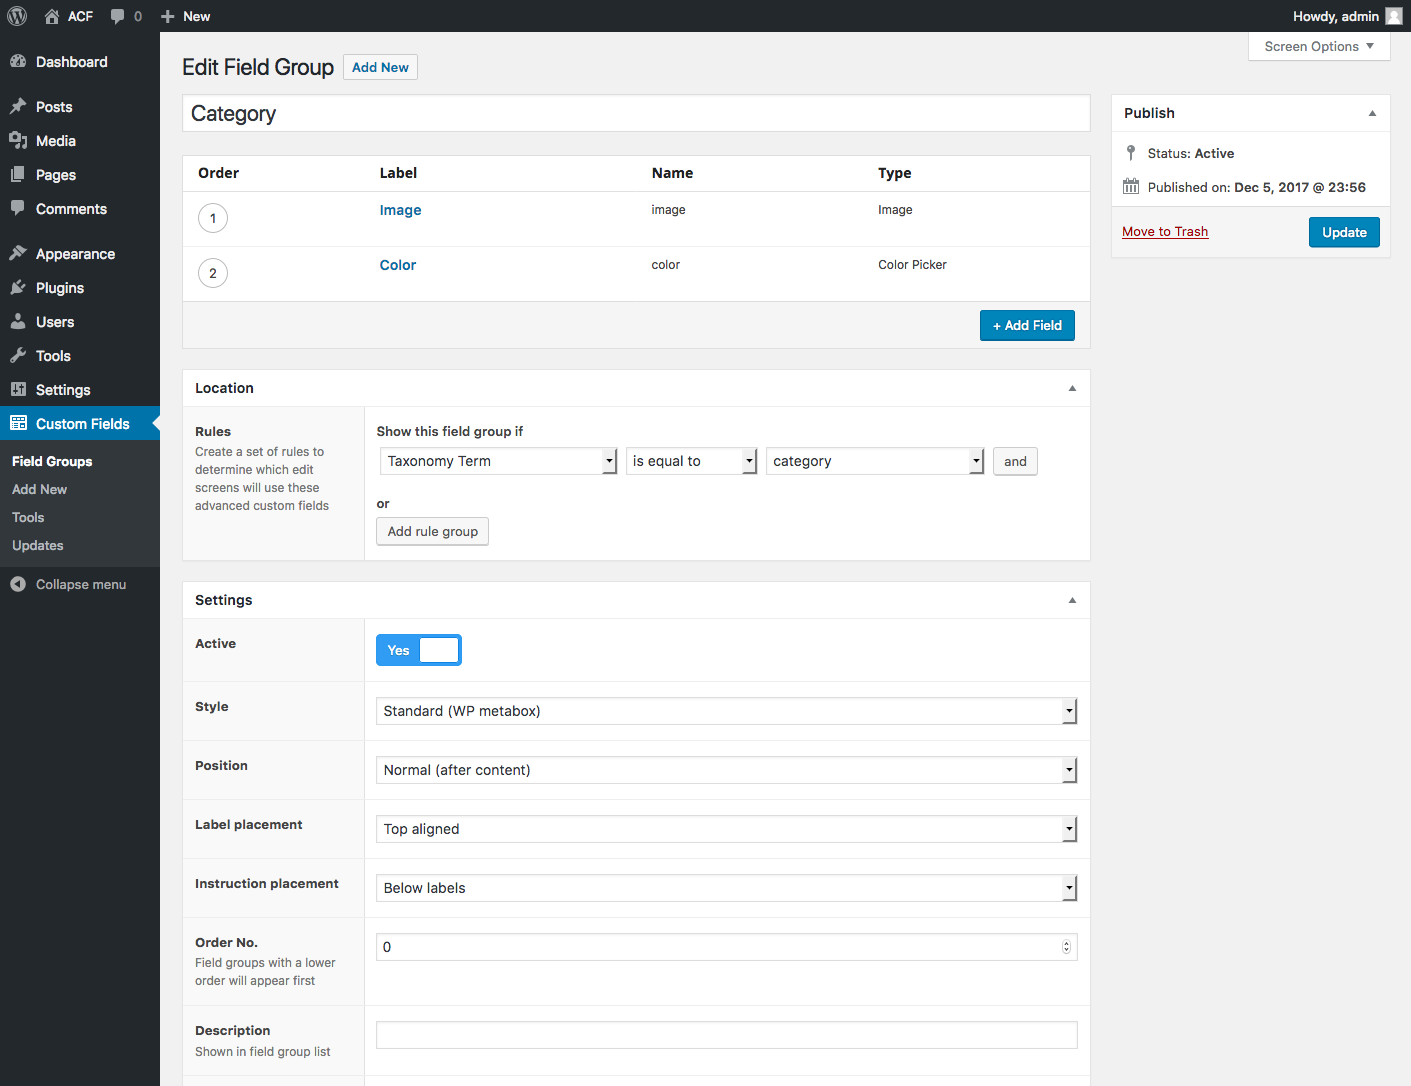 ACF 0 New
Howdy, admin
Screen Options
Dashboard
Posts
Media
Pages
Comments
Appearance
Plugins
Users
Tools
Settings
Custom Fields
Field Groups
Add New
Tools
Updates
Collapse menu
Edit Field Group Add New
Category
Order Label Name Type
1 Image image Image
2 Color color Color Picker
+ Add Field
Location
Rules
Create a set of rules to
determine which edit
screens will use these
advanced custom fields
Show this field group if
Taxonomy Term is equal to category and
or
Add rule group
Settings
Active
Yes
Style
Standard (WP metabox)
Position
Normal (after content)
Label placement
Top aligned
Instruction placement
Below labels
Order No.
Field groups with a lower
order will appear first
0
Description
Shown in field group list
Publish
Status: Active
Published on: Dec 5, 2017 @ 23:56
Move to Trash Update